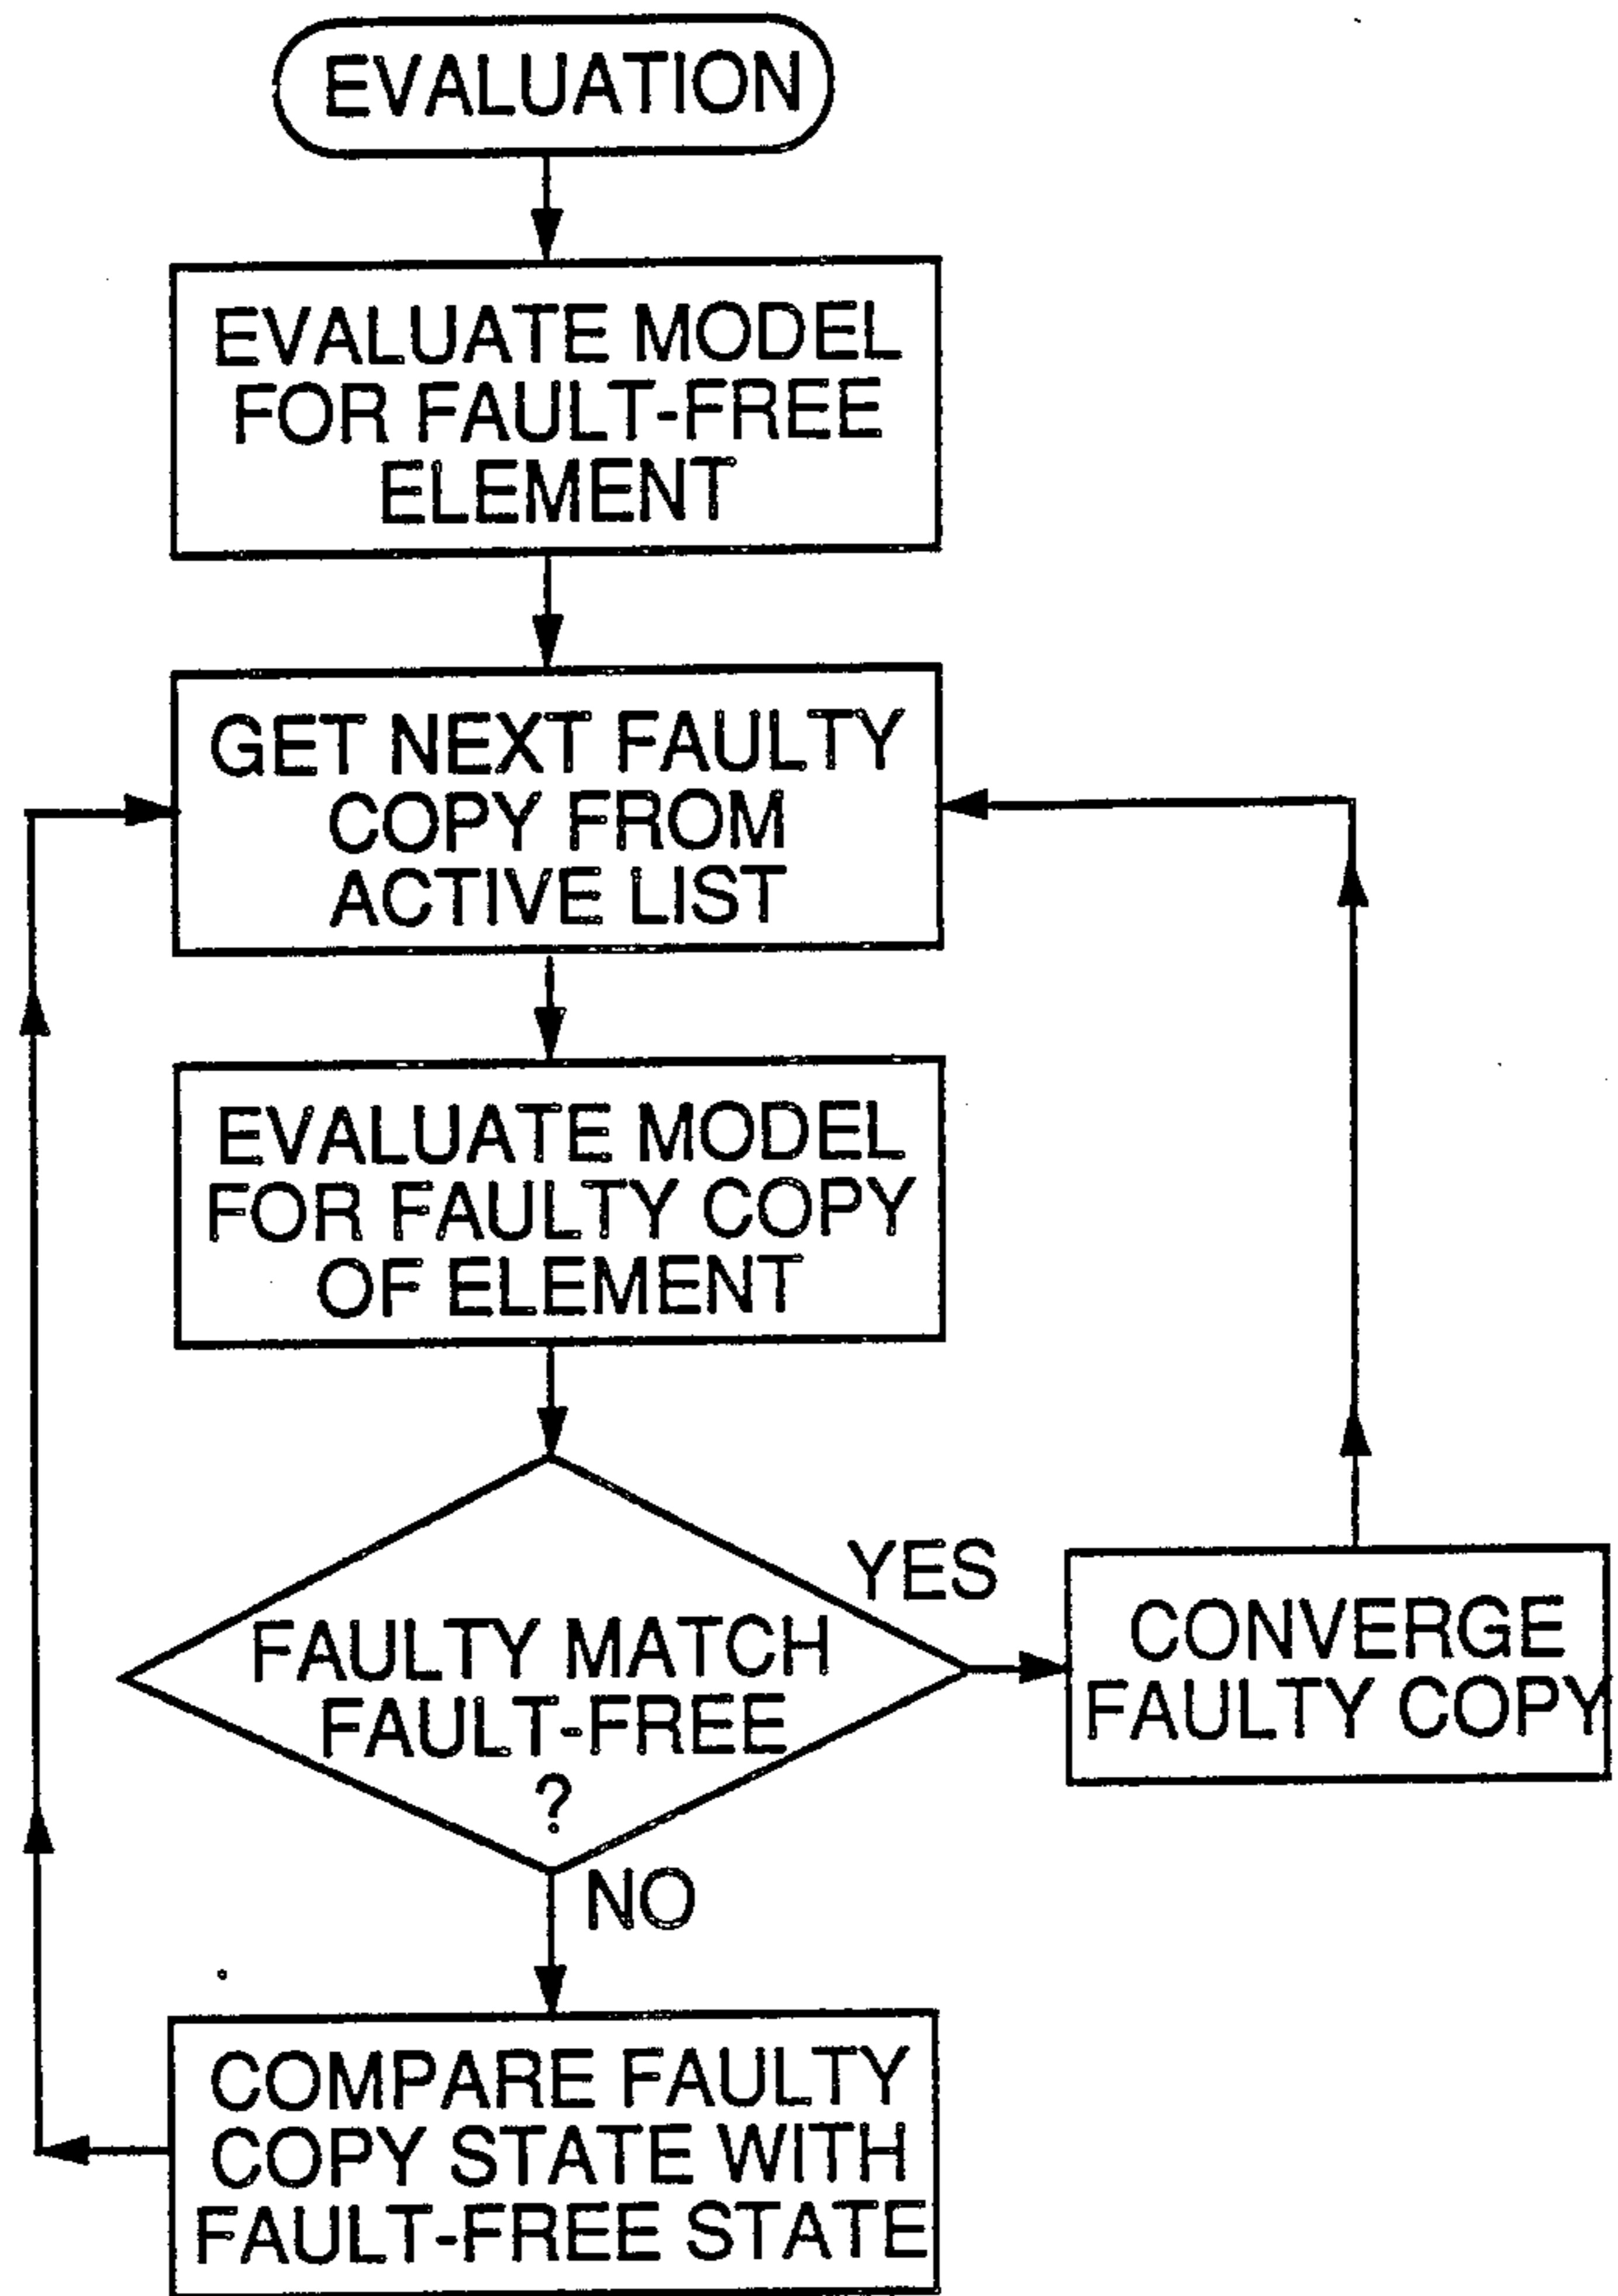 EVALUATION
EVALUATE MODEL
FOR FAULT-FREE
ELEMENT
GET NEXT FAULTY
COPY FROM
ACTIVE LIST
EVALUATE MODEL
FOR FAULTY COPY
OF ELEMENT
YES
FAULTY MATCH
FAULT-FREE
?
CONVERGE
FAULTY COPY
NO
COMPARE FAULTY
COPY STATE WITH
FAULT-FREE STATE